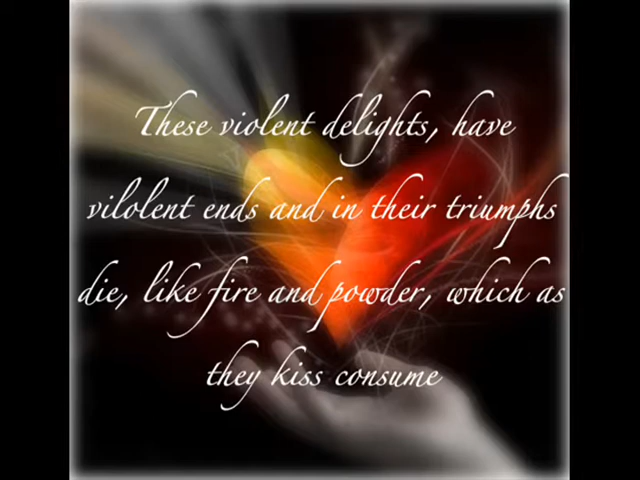 These violent delights, have
vilolent ends and in their triumphs
die, like fire and powder, which as
they kiss consume